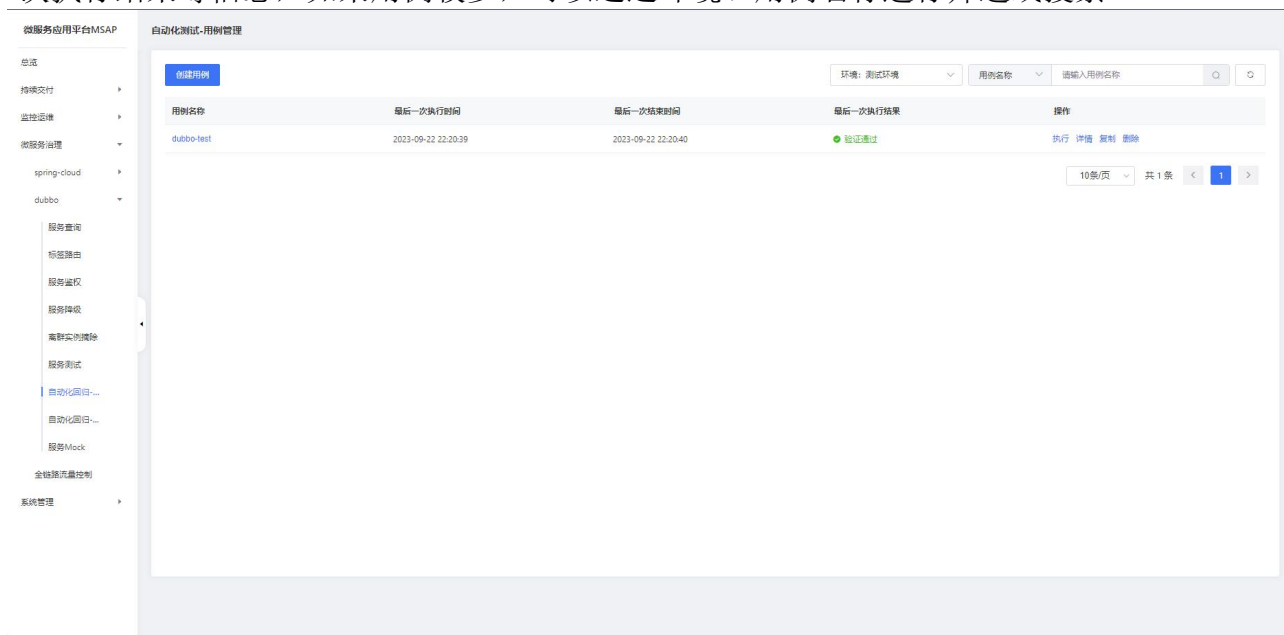 微服务应用平台MSAP
自动化测试-用例管理
总览
持续交付
监控运维
微服务治理
spring-cloud
dubbo
服务查询
标签路由
服务鉴权
服务降级
离群实例摘除
服务测试
自动化回归-...
自动化回归-...
服务Mock
全链路流量控制
系统管理
创建用例
环境: 测试环境
用例名称
请输入用例名称
用例名称 最后一次执行时间 最后一次结束时间 最后一次执行结果 操作
dubbo-test 2023-09-22 22:20:39 2023-09-22 22:20:40 验证通过 执行 详情 复制 删除
10条/页 共 1 条 < 1 >